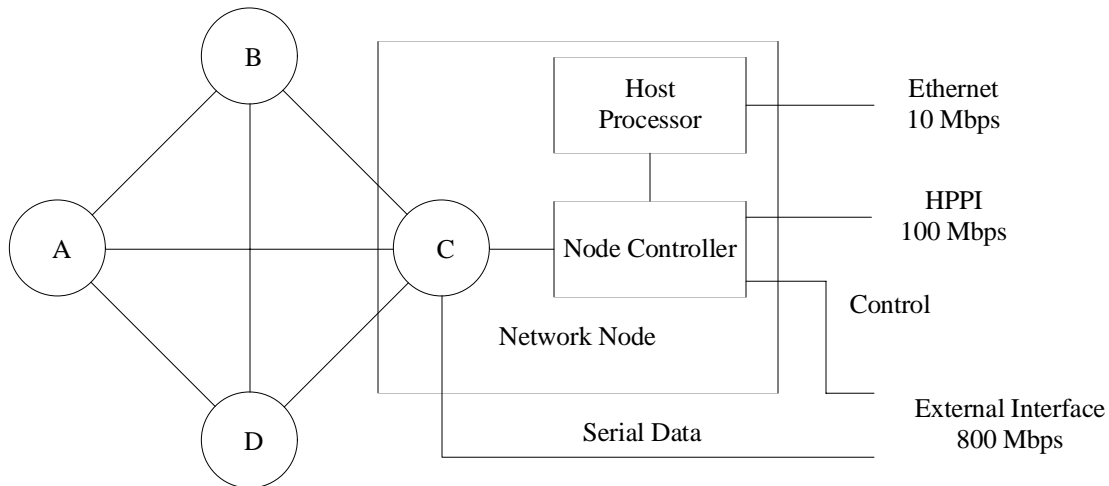 B
Host
Processor
Ethernet
10 Mbps
HPPI
100 Mbps
A
C
Node Controller
Control
Network Node
D
Serial Data
External Interface
800 Mbps